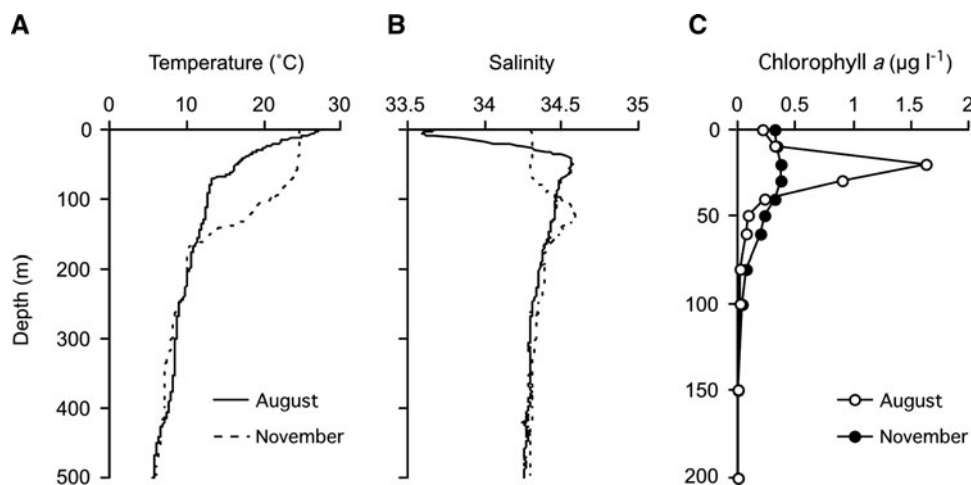 A B C
Temperature (°C) Salinity Chlorophyll a (µg l⁻¹)
0 10 20 30 33.5 34 34.5 35 0 0.5 1 1.5 2
0 0
100 50
200
Depth (m)
100
300
150
400
500 200
August August
November November